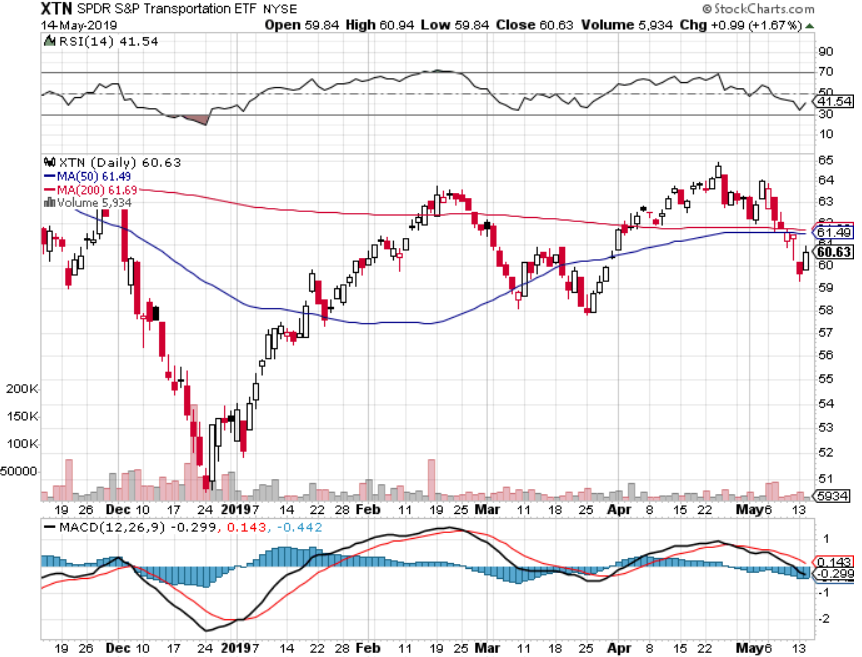 XTN SPDR S&P Transportation ETF NYSE © StockCharts.com
14-May-2019 Open 59.84 High 60.94 Low 59.84 Close 60.63 Volume 5,934 Chg +0.99 (+1.67%)
RSI(14) 41.54
90
70
50
41.54
30
10
XTN (Daily) 60.63
MA(50) 61.49
MA(200) 61.69
Volume 5,934
65
64
63
62
61.49
61
60.63
60
59
58
57
56
200K 55
150K 54
53
100K
52
50000
51
5934
19 26 Dec 10 17 24 2019 7 14 22 28 Feb 11 19 25 Mar 11 18 25 Apr 8 15 22 May 6 13
MACD(12,26,9) -0.299, 0.143, -0.442
1
0.143
-0.299
-1
-2
19 26 Dec 10 17 24 2019 7 14 22 28 Feb 11 19 25 Mar 11 18 25 Apr 8 15 22 May 6 13